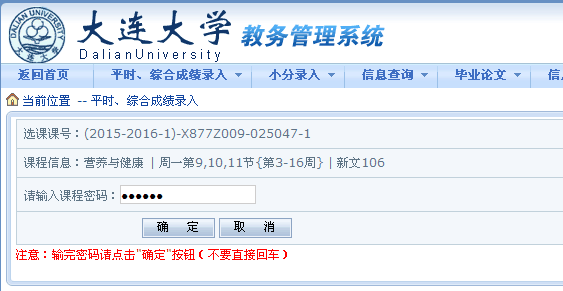 DALIAN UNIVERSITY
大连大学
大连大学
DalianUniversity
教务管理系统
返回首页 平时、综合成绩录入 小分录入 信息查询 毕业论文 信
当前位置 -- 平时、综合成绩录入
选课课号：(2015-2016-1)-X877Z009-025047-1
课程信息：营养与健康 | 周一第9,10,11节{第3-16周} | 新文106
请输入课程密码：●●●●●●
确 定 取 消
注意：输完密码请点击"确定"按钮（不要直接回车）